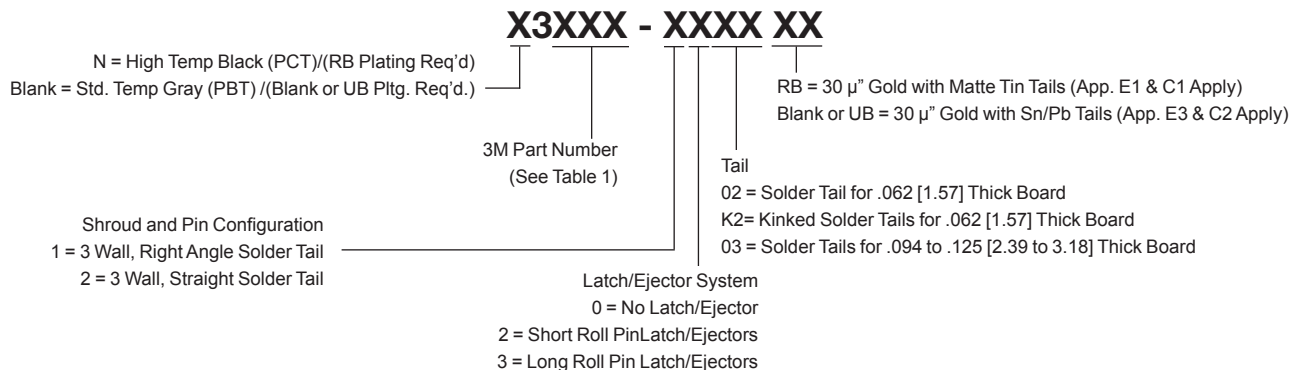 X3XXX - XXXX XX
N = High Temp Black (PCT)/(RB Plating Req’d)
Blank = Std. Temp Gray (PBT) /(Blank or UB Pltg. Req’d.)
RB = 30 µ” Gold with Matte Tin Tails (App. E1 & C1 Apply)
Blank or UB = 30 µ” Gold with Sn/Pb Tails (App. E3 & C2 Apply)
3M Part Number
(See Table 1)
Tail
02 = Solder Tail for .062 [1.57] Thick Board
K2= Kinked Solder Tails for .062 [1.57] Thick Board
03 = Solder Tails for .094 to .125 [2.39 to 3.18] Thick Board
Shroud and Pin Configuration
1 = 3 Wall, Right Angle Solder Tail
2 = 3 Wall, Straight Solder Tail
Latch/Ejector System
0 = No Latch/Ejector
2 = Short Roll PinLatch/Ejectors
3 = Long Roll Pin Latch/Ejectors